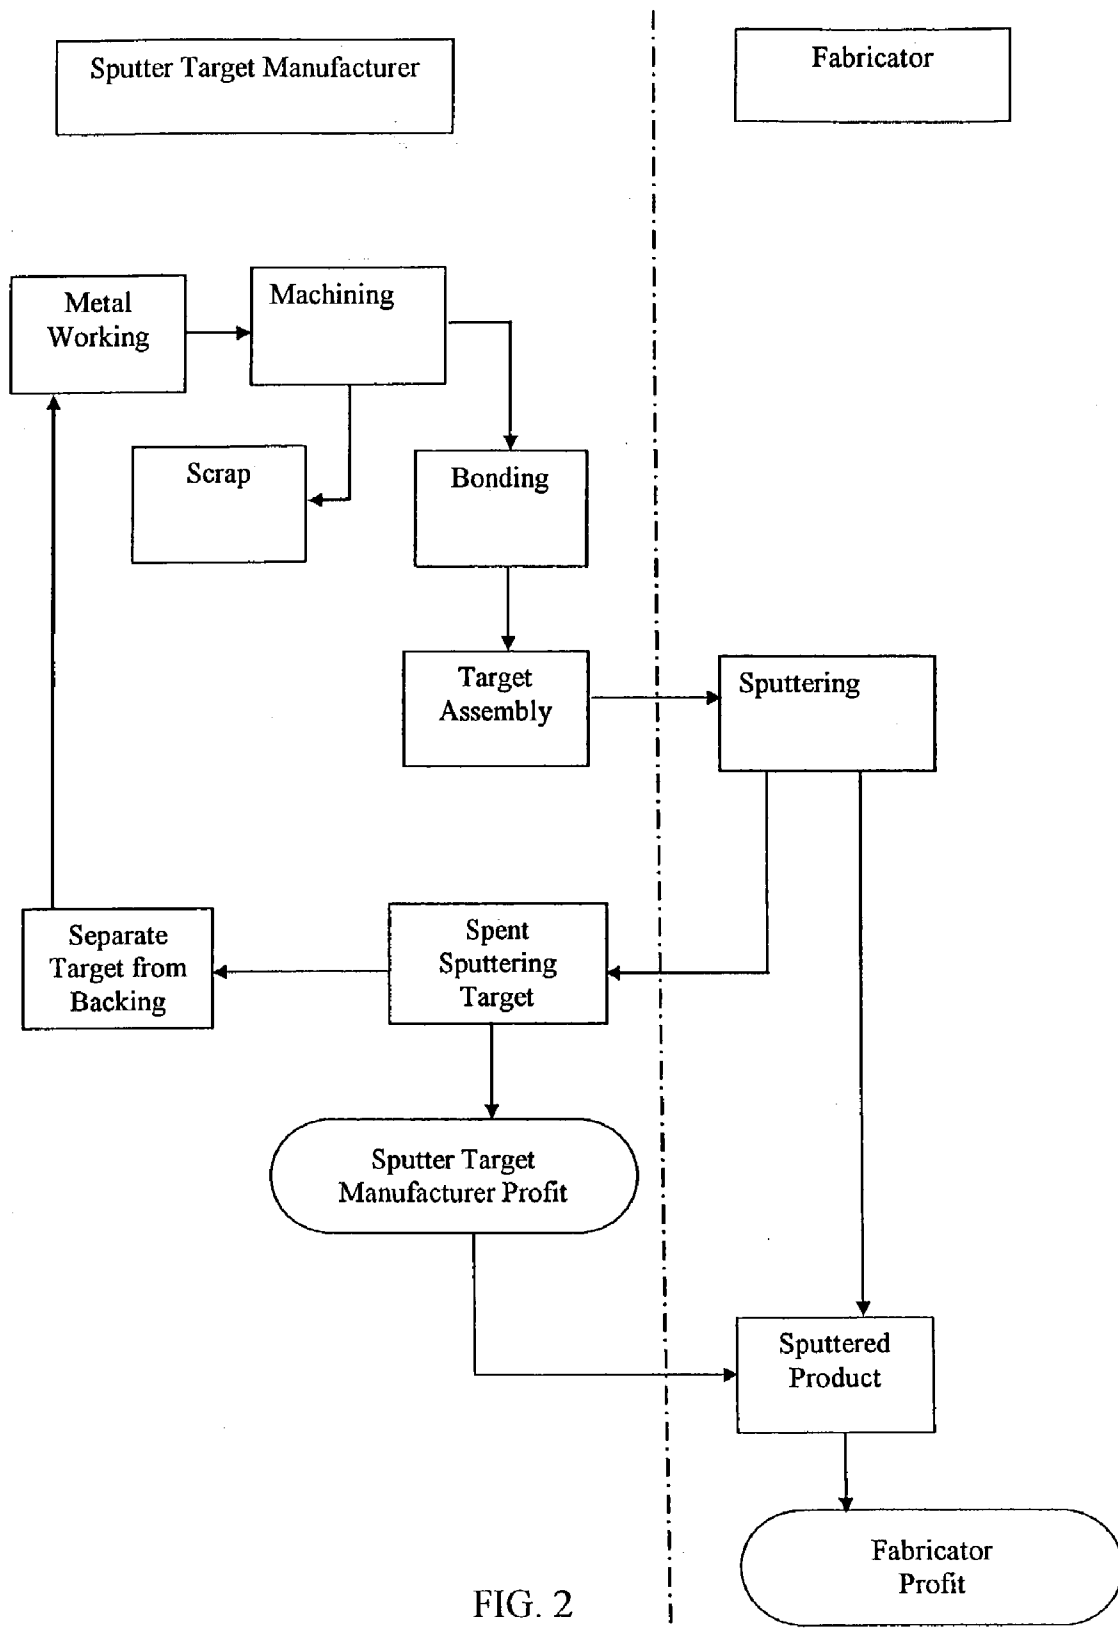 Sputter Target Manufacturer
Fabricator
Metal
Working
Machining
Scrap
Bonding
Target
Assembly
Sputtering
Separate
Target from
Backing
Spent
Sputtering
Target
Sputter Target
Manufacturer Profit
Sputtered
Product
Fabricator
Profit
FIG. 2